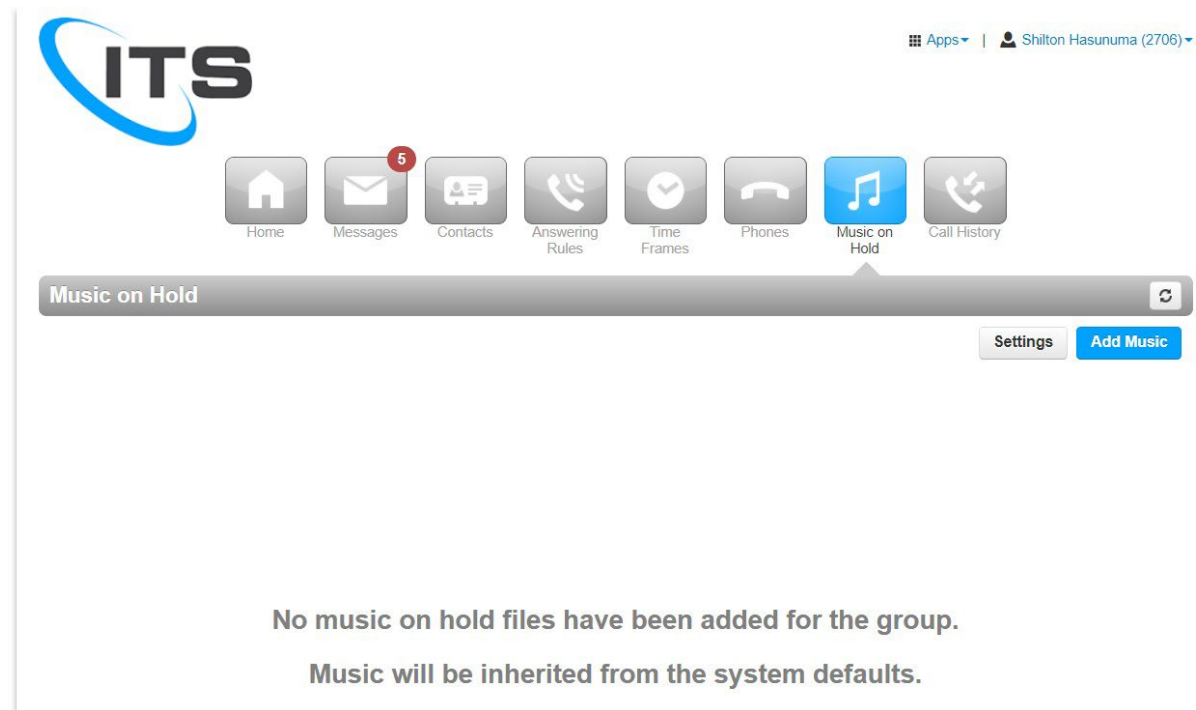 ITS
Apps | Shilton Hasunuma (2706)
5
Home
Messages
Contacts
Answering
Rules
Time
Frames
Phones
Music on
Hold
Call History
Music on Hold
Settings
Add Music
No music on hold files have been added for the group.
Music will be inherited from the system defaults.